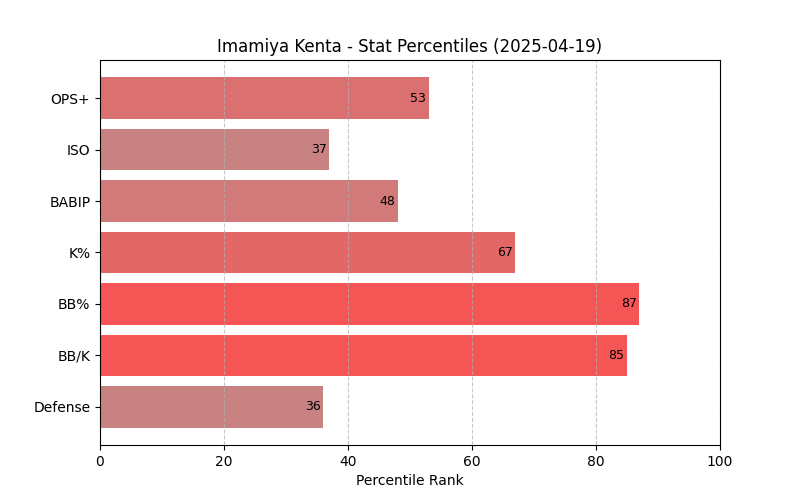 Imamiya Kenta - Stat Percentiles (2025-04-19)
OPS+ 53
ISO 37
BABIP 48
K% 67
BB% 87
BB/K 85
Defense 36
0 20 40 60 80 100
Percentile Rank